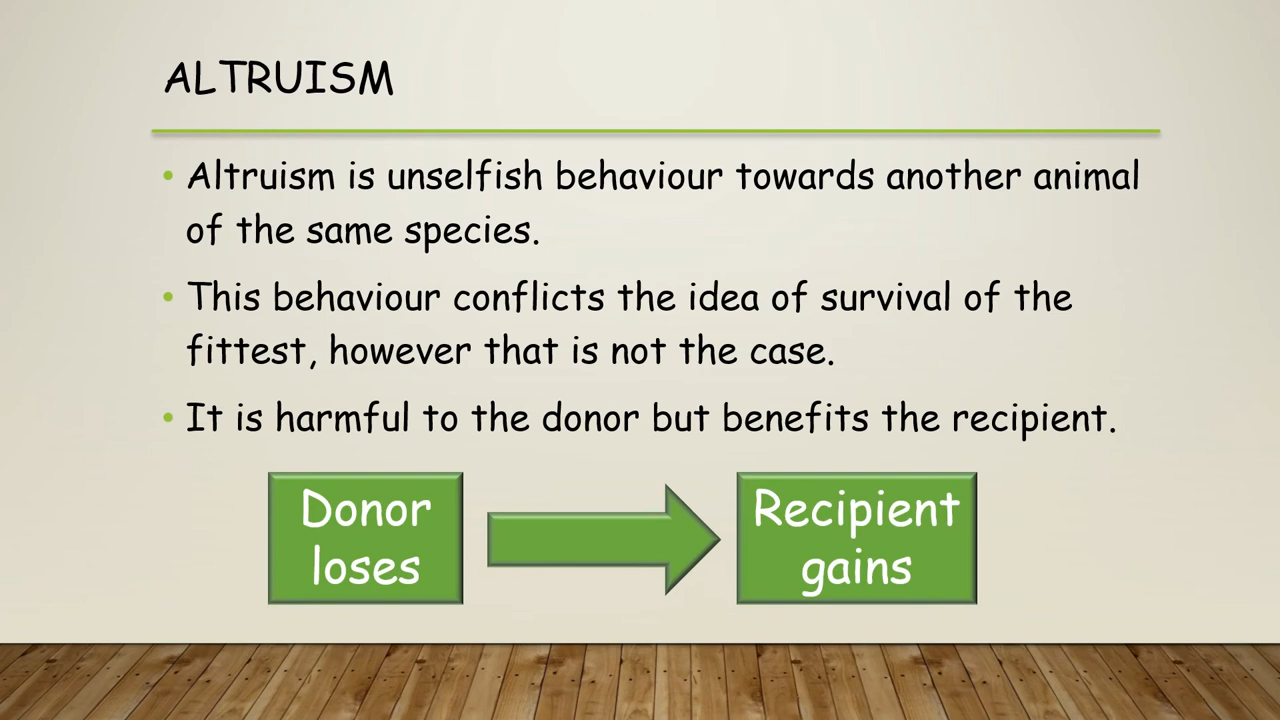 ALTRUISM
• Altruism is unselfish behaviour towards another animal
of the same species.
• This behaviour conflicts the idea of survival of the
fittest, however that is not the case.
• It is harmful to the donor but benefits the recipient.
Donor
loses
Recipient
gains